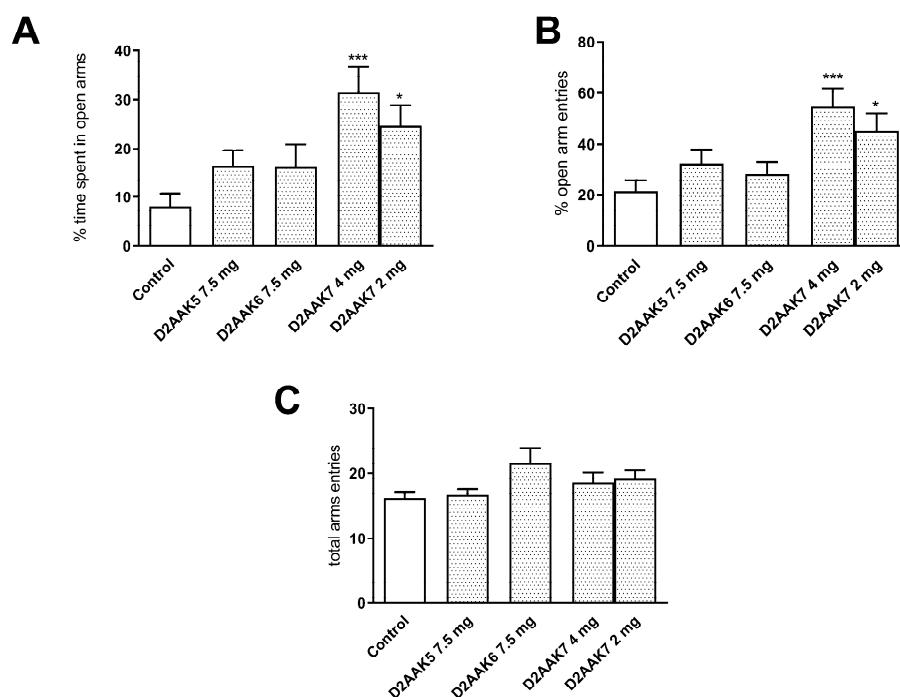 A
% time spent in open arms
40
30
20
10
0
***
*
Control
D2AAK5 7.5 mg
D2AAK6 7.5 mg
D2AAK7 4 mg
D2AAK7 2 mg
B
% open arm entries
80
60
40
20
0
***
*
Control
D2AAK5 7.5 mg
D2AAK6 7.5 mg
D2AAK7 4 mg
D2AAK7 2 mg
C
total arms entries
30
20
10
0
Control
D2AAK5 7.5 mg
D2AAK6 7.5 mg
D2AAK7 4 mg
D2AAK7 2 mg